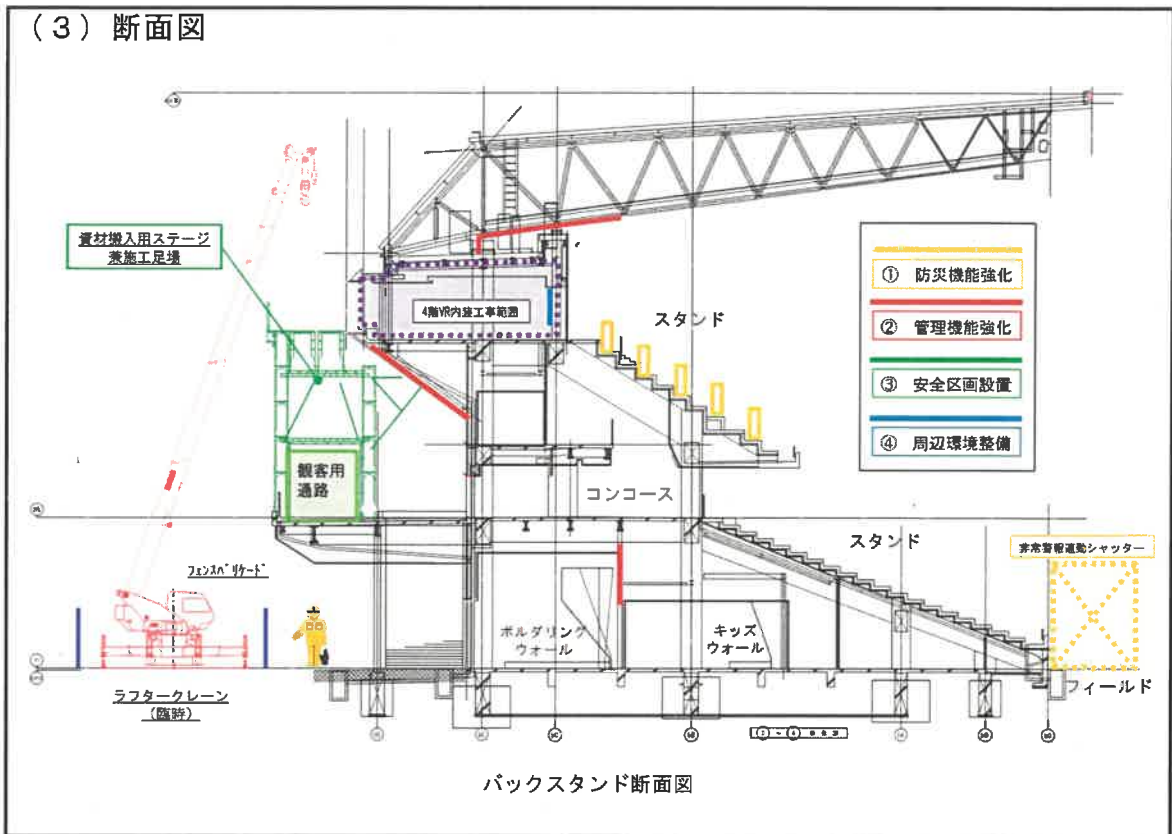 （3）断面図
資材搬入用ステージ
兼施工足場
4階VR内装工事範囲
スタンド
① 防災機能強化
② 管理機能強化
③ 安全区画設置
④ 周辺環境整備
観客用
通路
コンコース
スタンド
非常警報連動シャッター
フェンスバリケード
ボルダリング
ウォール
キッズ
ウォール
フィールド
ラフタークレーン
(臨時)
バックスタンド断面図